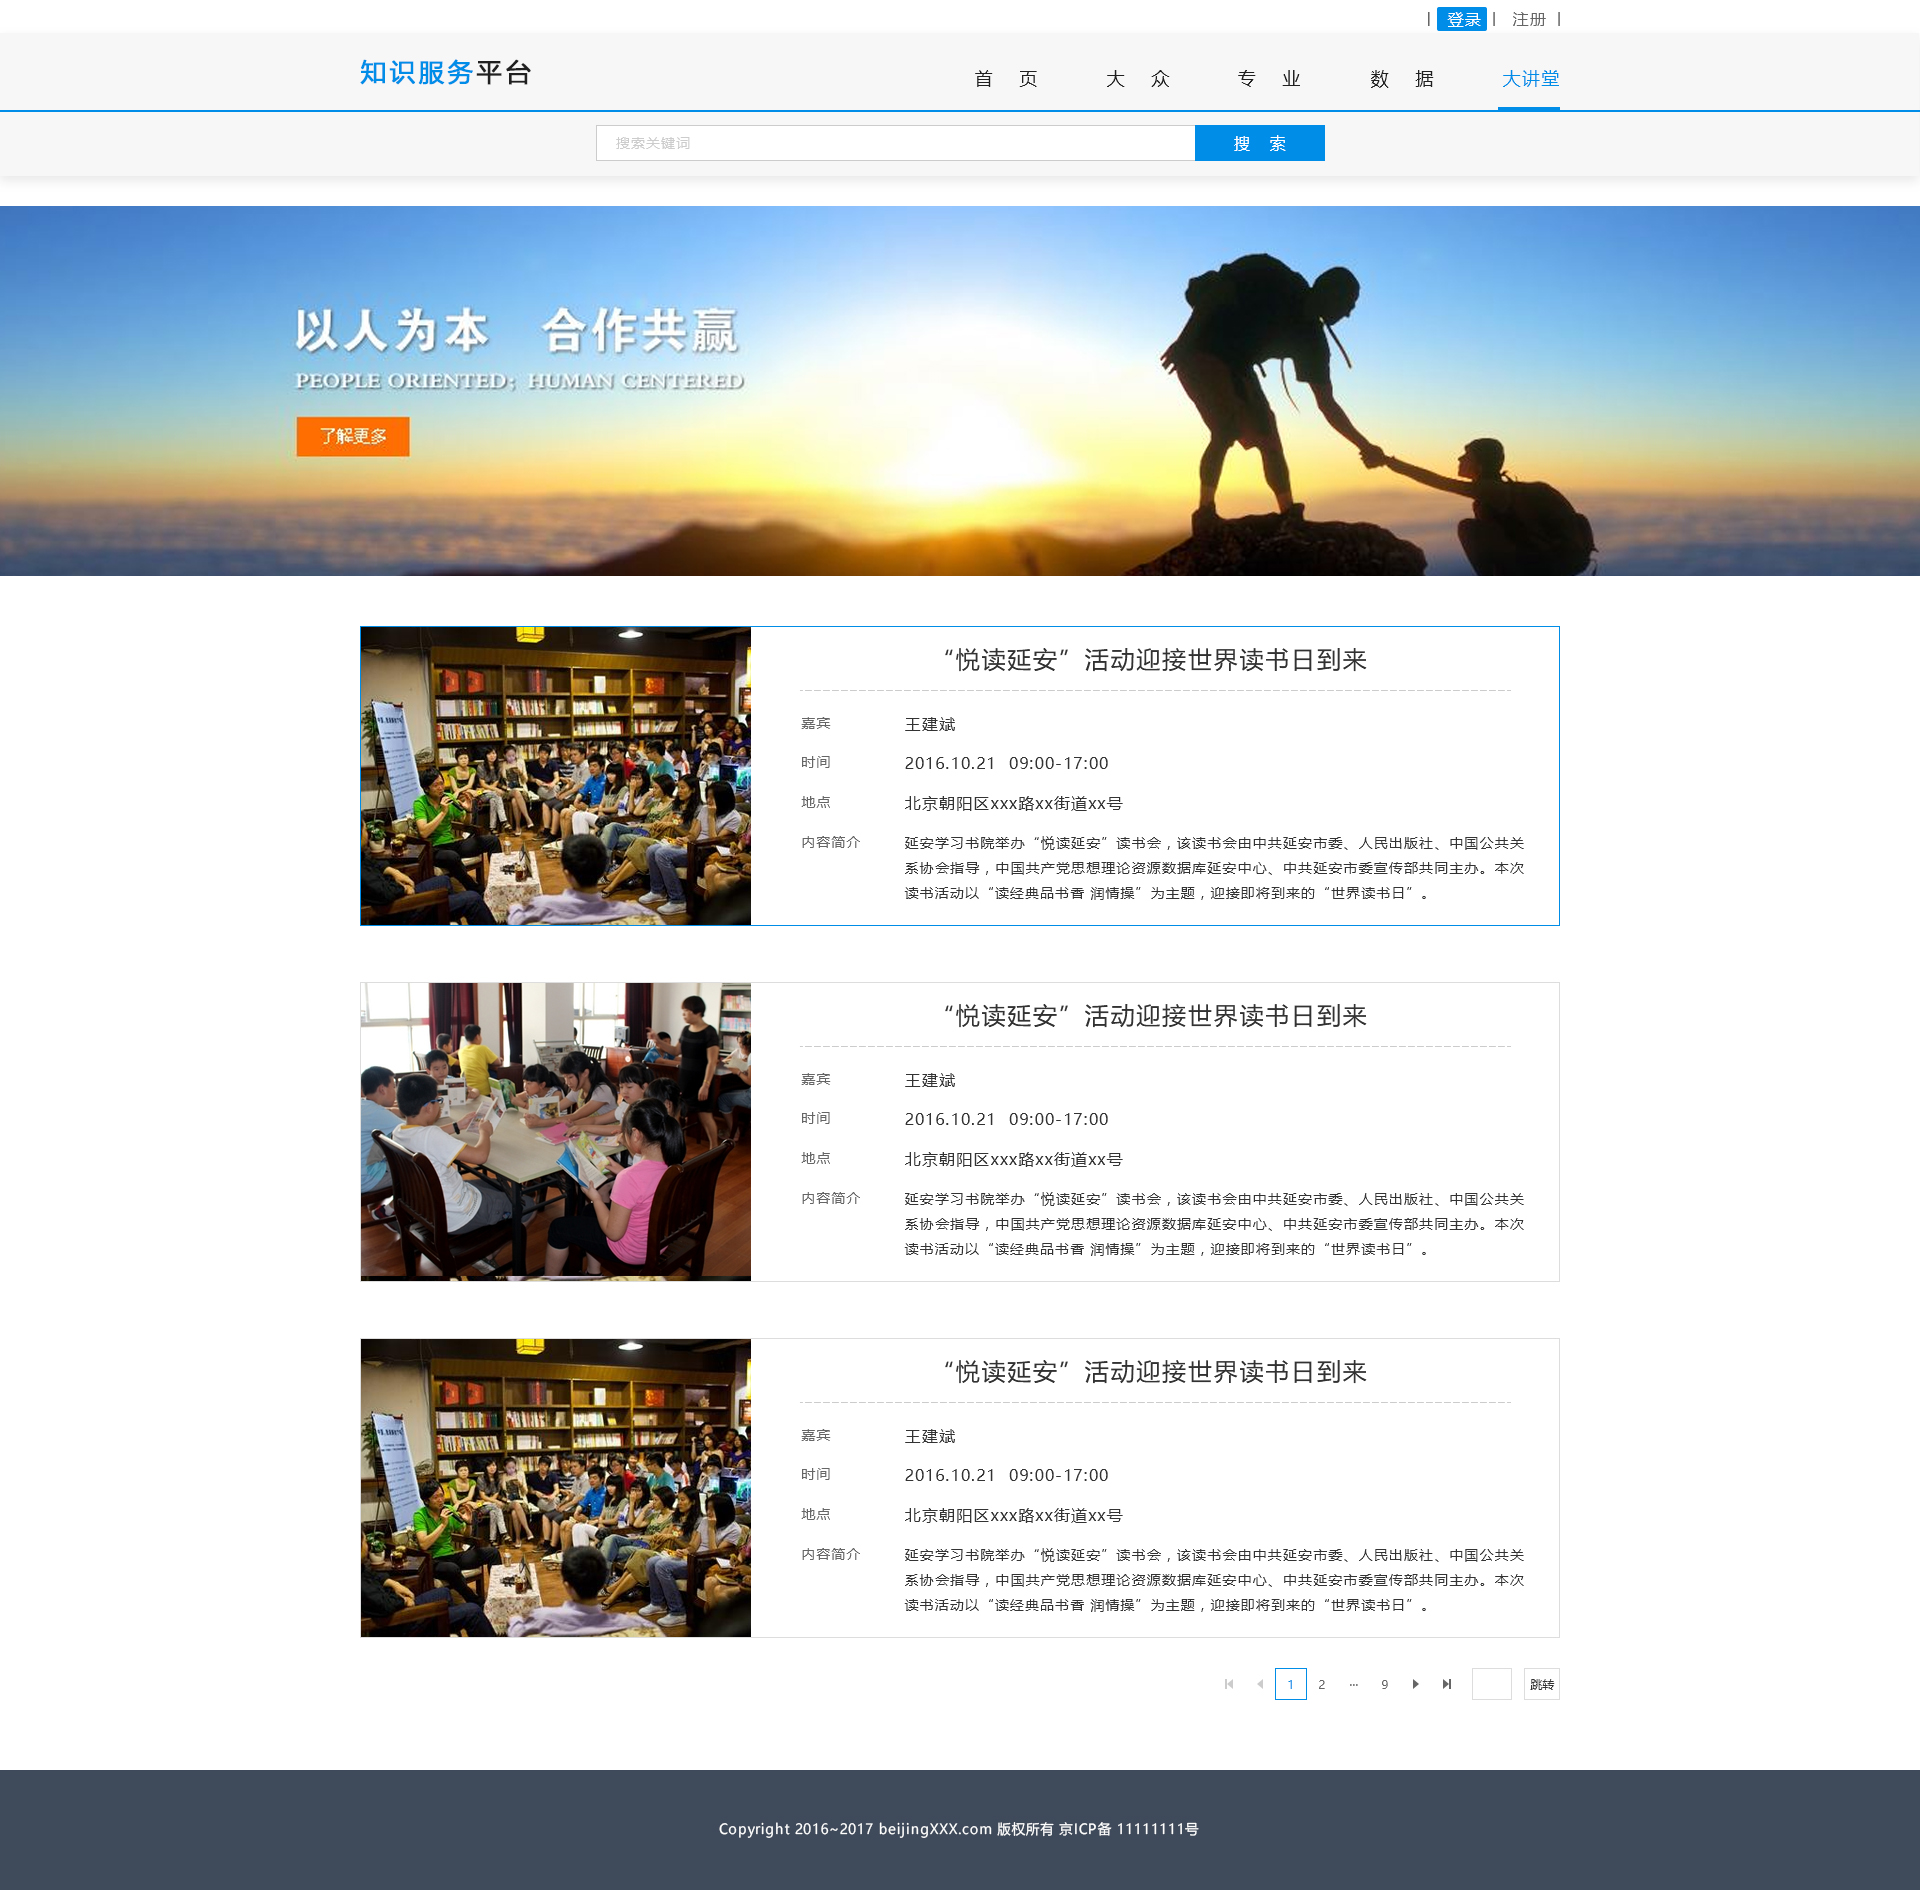 | 登录 | 注册 |
知识服务平台
首 页 大 众 专 业 数 据 大讲堂
搜索关键词 搜 索
以人为本 合作共赢
PEOPLE ORIENTED; HUMAN CENTERED
了解更多
“悦读延安”活动迎接世界读书日到来
嘉宾 王建斌
时间 2016.10.21 09:00-17:00
地点 北京朝阳区xxx路xx街道xx号
内容简介 延安学习书院举办“悦读延安”读书会，该读书会由中共延安市委、人民出版社、中国公共关
系协会指导，中国共产党思想理论资源数据库延安中心、中共延安市委宣传部共同主办。本次
读书活动以“读经典品书香 润情操”为主题，迎接即将到来的“世界读书日”。
“悦读延安”活动迎接世界读书日到来
嘉宾 王建斌
时间 2016.10.21 09:00-17:00
地点 北京朝阳区xxx路xx街道xx号
内容简介 延安学习书院举办“悦读延安”读书会，该读书会由中共延安市委、人民出版社、中国公共关
系协会指导，中国共产党思想理论资源数据库延安中心、中共延安市委宣传部共同主办。本次
读书活动以“读经典品书香 润情操”为主题，迎接即将到来的“世界读书日”。
“悦读延安”活动迎接世界读书日到来
嘉宾 王建斌
时间 2016.10.21 09:00-17:00
地点 北京朝阳区xxx路xx街道xx号
内容简介 延安学习书院举办“悦读延安”读书会，该读书会由中共延安市委、人民出版社、中国公共关
系协会指导，中国共产党思想理论资源数据库延安中心、中共延安市委宣传部共同主办。本次
读书活动以“读经典品书香 润情操”为主题，迎接即将到来的“世界读书日”。
1 2 ... 9 跳转
Copyright 2016~2017 beijingXXX.com 版权所有 京ICP备 11111111号